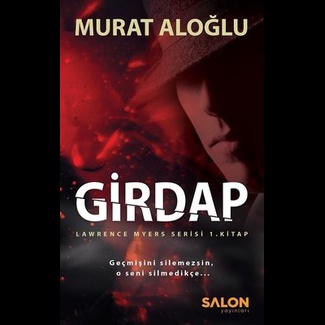 MURAT ALOĞLU
GİRDAP
LAWRENCE MYERS SERİSİ 1.KİTAP
Geçmişini silemezsin,
o seni silmedikçe...
SALON
yayınları